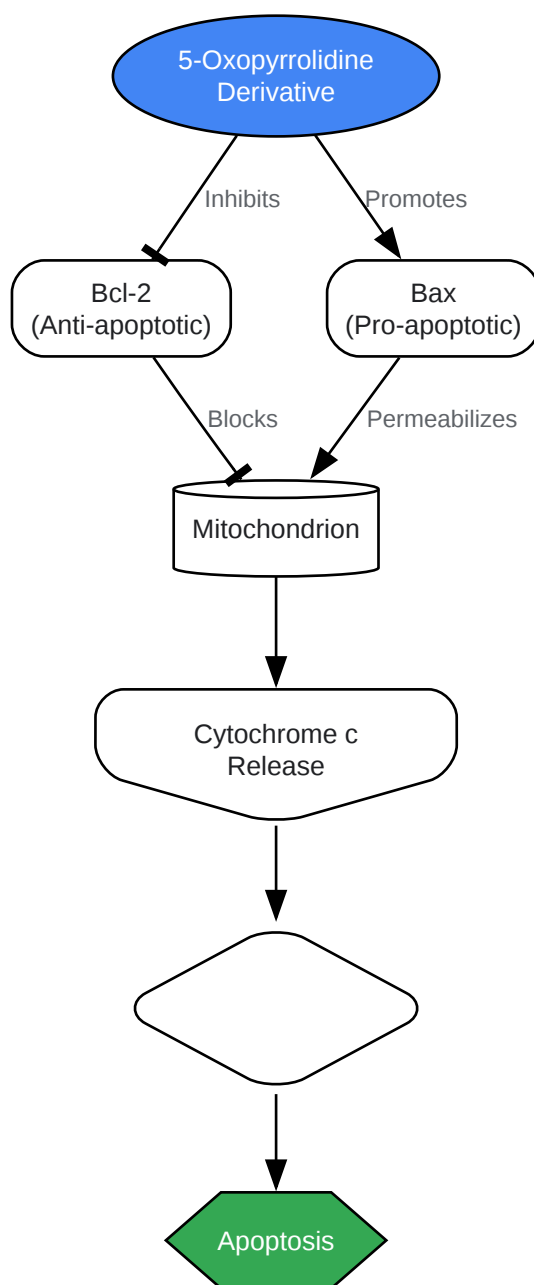 5-Oxopyrrolidine
Derivative
Inhibits
Promotes
Bcl-2
(Anti-apoptotic)
Bax
(Pro-apoptotic)
Blocks
Permeabilizes
Mitochondrion
Cytochrome c
Release
Apoptosis